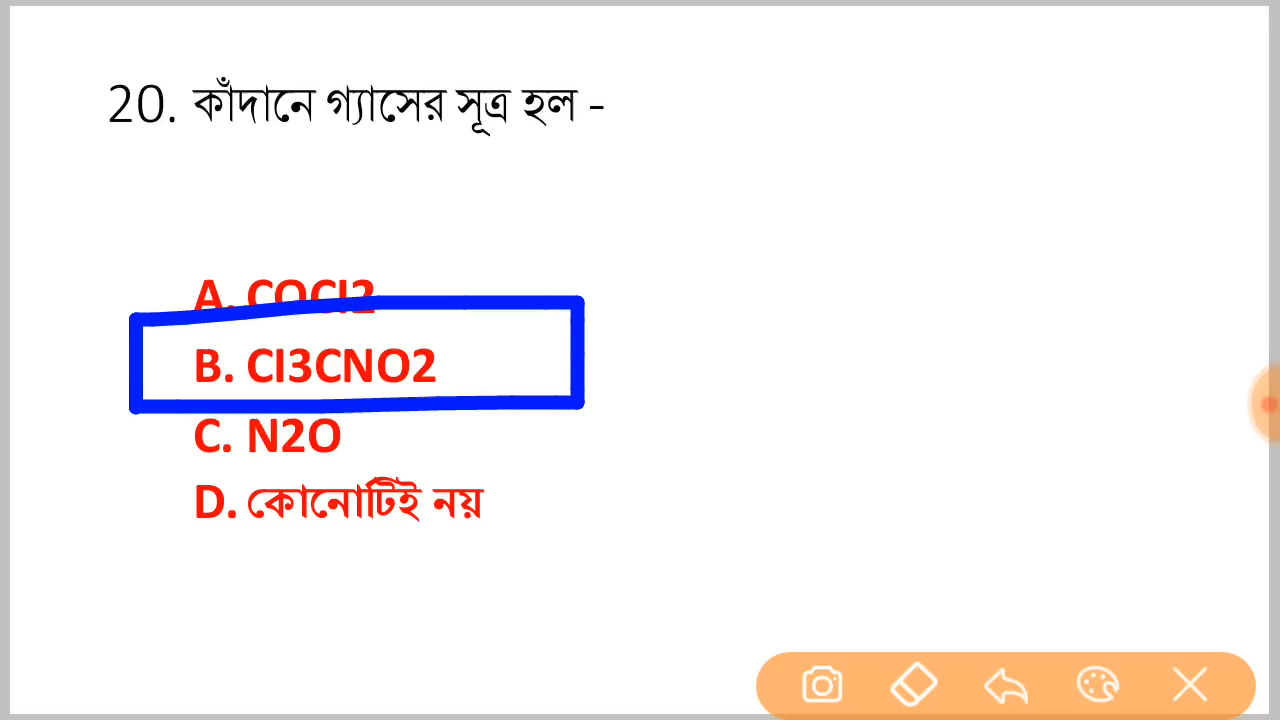 20. কাঁদানে গ্যাসের সূত্র হল -
A. COCl2
B. Cl3CNO2
C. N2O
D. কোনোটিই নয়